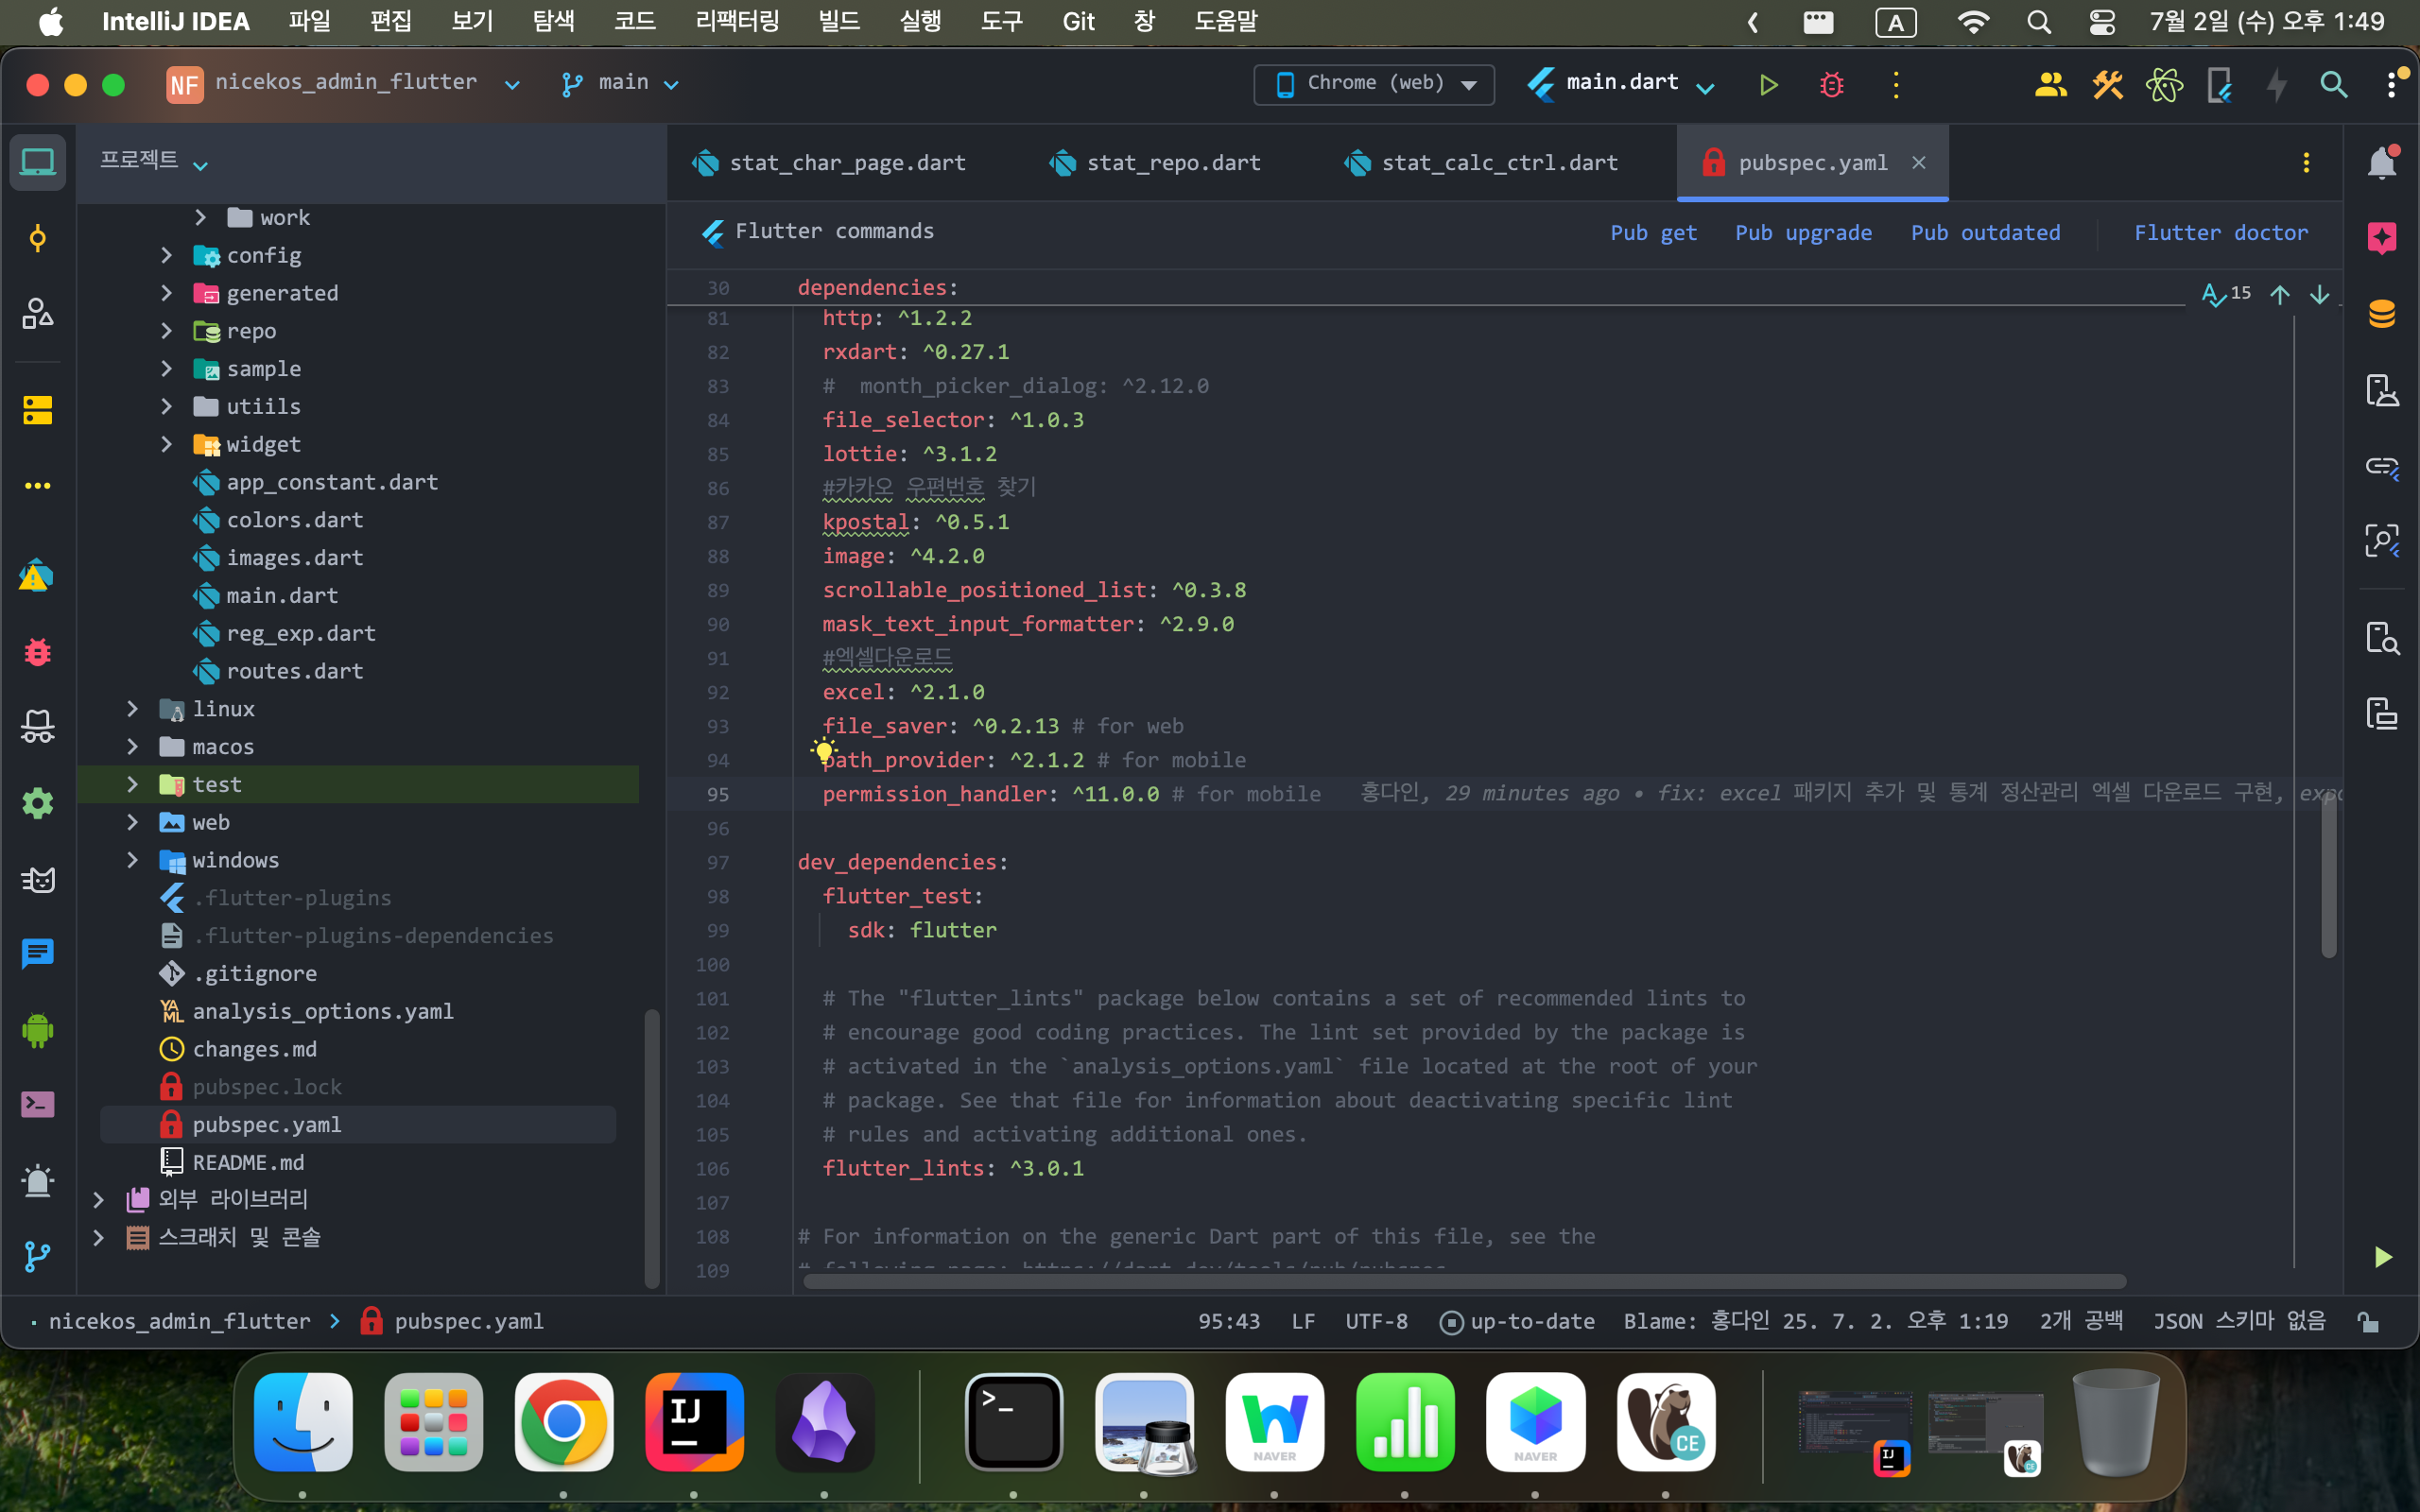 IntelliJ IDEA 파일 편집 보기 탐색 코드 리팩터링 빌드 실행 도구 Git 창 도움말 A 7월 2일 (수) 오후 1:49
NF nicekos_admin_flutter main Chrome (web) main.dart
프로젝트
stat_char_page.dart stat_repo.dart stat_calc_ctrl.dart pubspec.yaml
Flutter commands Pub get Pub upgrade Pub outdated Flutter doctor
work
config
generated
repo
sample
utiils
widget
app_constant.dart
colors.dart
images.dart
main.dart
reg_exp.dart
routes.dart
linux
macos
test
web
windows
.flutter-plugins
.flutter-plugins-dependencies
.gitignore
YAML analysis_options.yaml
changes.md
pubspec.lock
pubspec.yaml
README.md
외부 라이브러리
스크래치 및 콘솔
30 dependencies: 15
81 http: ^1.2.2
82 rxdart: ^0.27.1
83 #  month_picker_dialog: ^2.12.0
84 file_selector: ^1.0.3
85 lottie: ^3.1.2
86 #카카오 우편번호 찾기
87 kpostal: ^0.5.1
88 image: ^4.2.0
89 scrollable_positioned_list: ^0.3.8
90 mask_text_input_formatter: ^2.9.0
91 #엑셀다운로드
92 excel: ^2.1.0
93 file_saver: ^0.2.13 # for web
94 path_provider: ^2.1.2 # for mobile
95 permission_handler: ^11.0.0 # for mobile 홍다인, 29 minutes ago • fix: excel 패키지 추가 및 통계 정산관리 엑셀 다운로드 구현,
96
97 dev_dependencies:
98 flutter_test:
99 sdk: flutter
100
101 # The "flutter_lints" package below contains a set of recommended lints to
102 # encourage good coding practices. The lint set provided by the package is
103 # activated in the `analysis_options.yaml` file located at the root of your
104 # package. See that file for information about deactivating specific lint
105 # rules and activating additional ones.
106 flutter_lints: ^3.0.1
107
108 # For information on the generic Dart part of this file, see the
109 # following page: https://dart.dev/tools/pub/pubspec
nicekos_admin_flutter pubspec.yaml 95:43 LF UTF-8 up-to-date Blame: 홍다인 25. 7. 2. 오후 1:19 2개 공백 JSON 스키마 없음
IJ NAVER NAVER CE IJ